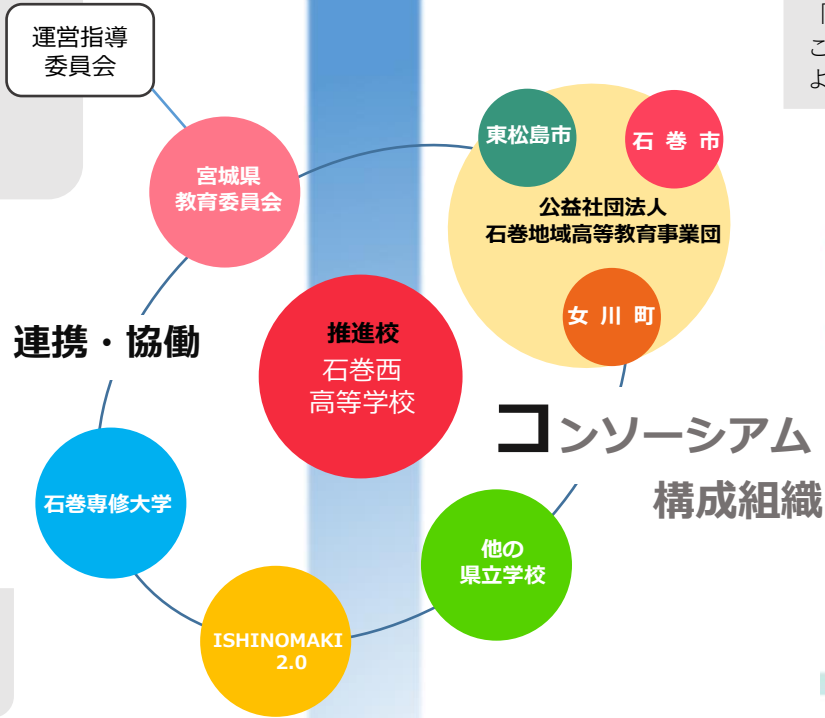 運営指導
委員会
「
こ
よ
宮城県
教育委員会
東松島市
石 巻 市
公益社団法人
石巻地域高等教育事業団
女 川 町
連携・協働
推進校
石巻西
高等学校
コンソーシアム
構成組織
石巻専修大学
他の
県立学校
ISHINOMAKI
2.0